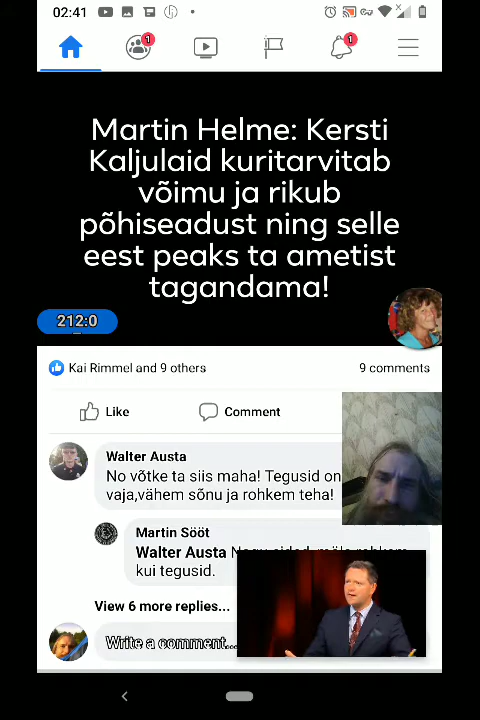 02:41
1
1
Martin Helme: Kersti
Kaljulaid kuritarvitab
võimu ja rikub
põhiseadust ning selle
eest peaks ta ametist
tagandama!
212:0
Kai Rimmel and 9 others
9 comments
Like
Comment
Walter Austa
No võtke ta siis maha! Tegusid on
vaja,vähem sõnu ja rohkem teha!
Martin Sööt
Walter Austa
kui tegusid.
View 6 more replies...
Write a comment...